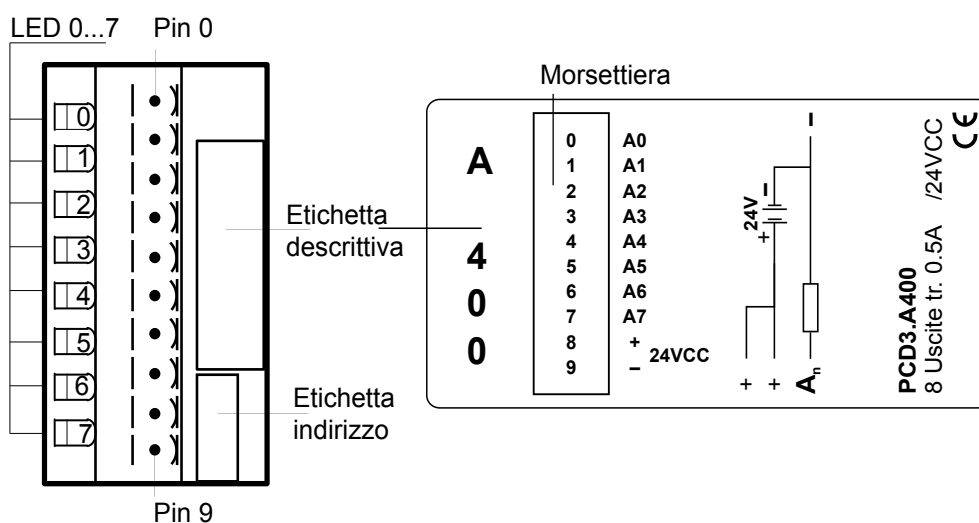 LED 0...7
Pin 0
0
1
2
3
4
5
6
7
Pin 9
Etichetta
descrittiva
Etichetta
indirizzo
Morsettiera
A
4
0
0
0 A0
1 A1
2 A2
3 A3
4 A4
5 A5
6 A6
7 A7
8 +
9 –
24VCC
–
–
24V
+
+ + An
PCD3.A400
8 Uscite tr. 0.5A /24VCC
CE